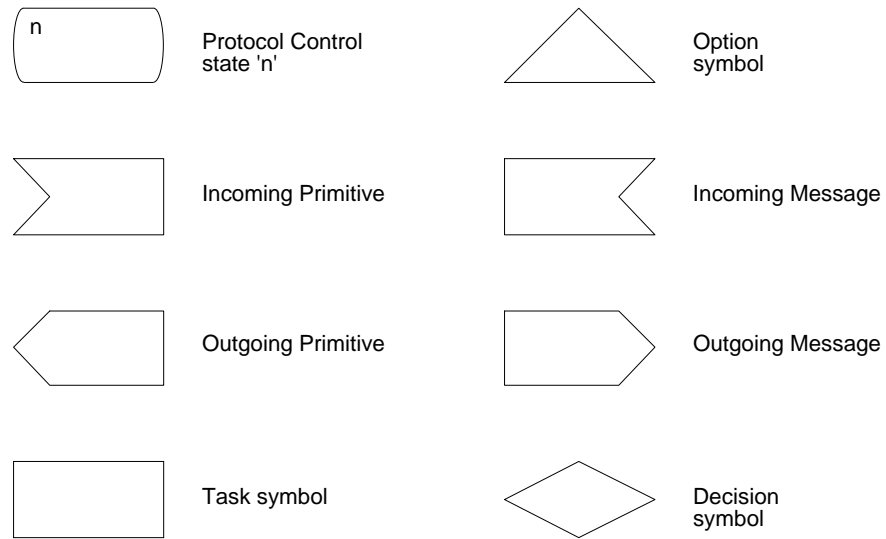 n
Protocol Control
state 'n'
Option
symbol
Incoming Primitive
Incoming Message
Outgoing Primitive
Outgoing Message
Task symbol
Decision
symbol